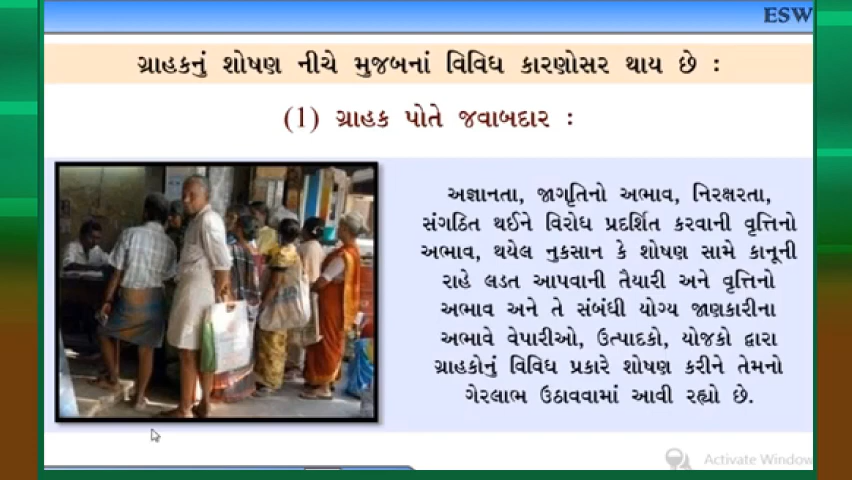 ESW
ગ્રાહકનું શોષણ નીચે મુજબનાં વિવિધ કારણોસર થાય છે :
(1) ગ્રાહક પોતે જવાબદાર :
અજ્ઞાનતા, જાગૃતિનો અભાવ, નિરક્ષરતા,
સંગઠિત થઈને વિરોધ પ્રદર્શિત કરવાની વૃત્તિનો
અભાવ, થયેલ નુકસાન કે શોષણ સામે કાનૂની
રાહે લડત આપવાની તૈયારી અને વૃત્તિનો
અભાવ અને તે સંબંધી યોગ્ય જાણકારીના
અભાવે વેપારીઓ, ઉત્પાદકો, યોજકો દ્વારા
ગ્રાહકોનું વિવિધ પ્રકારે શોષણ કરીને તેમનો
ગેરલાભ ઉઠાવવામાં આવી રહ્યો છે.
Activate Window